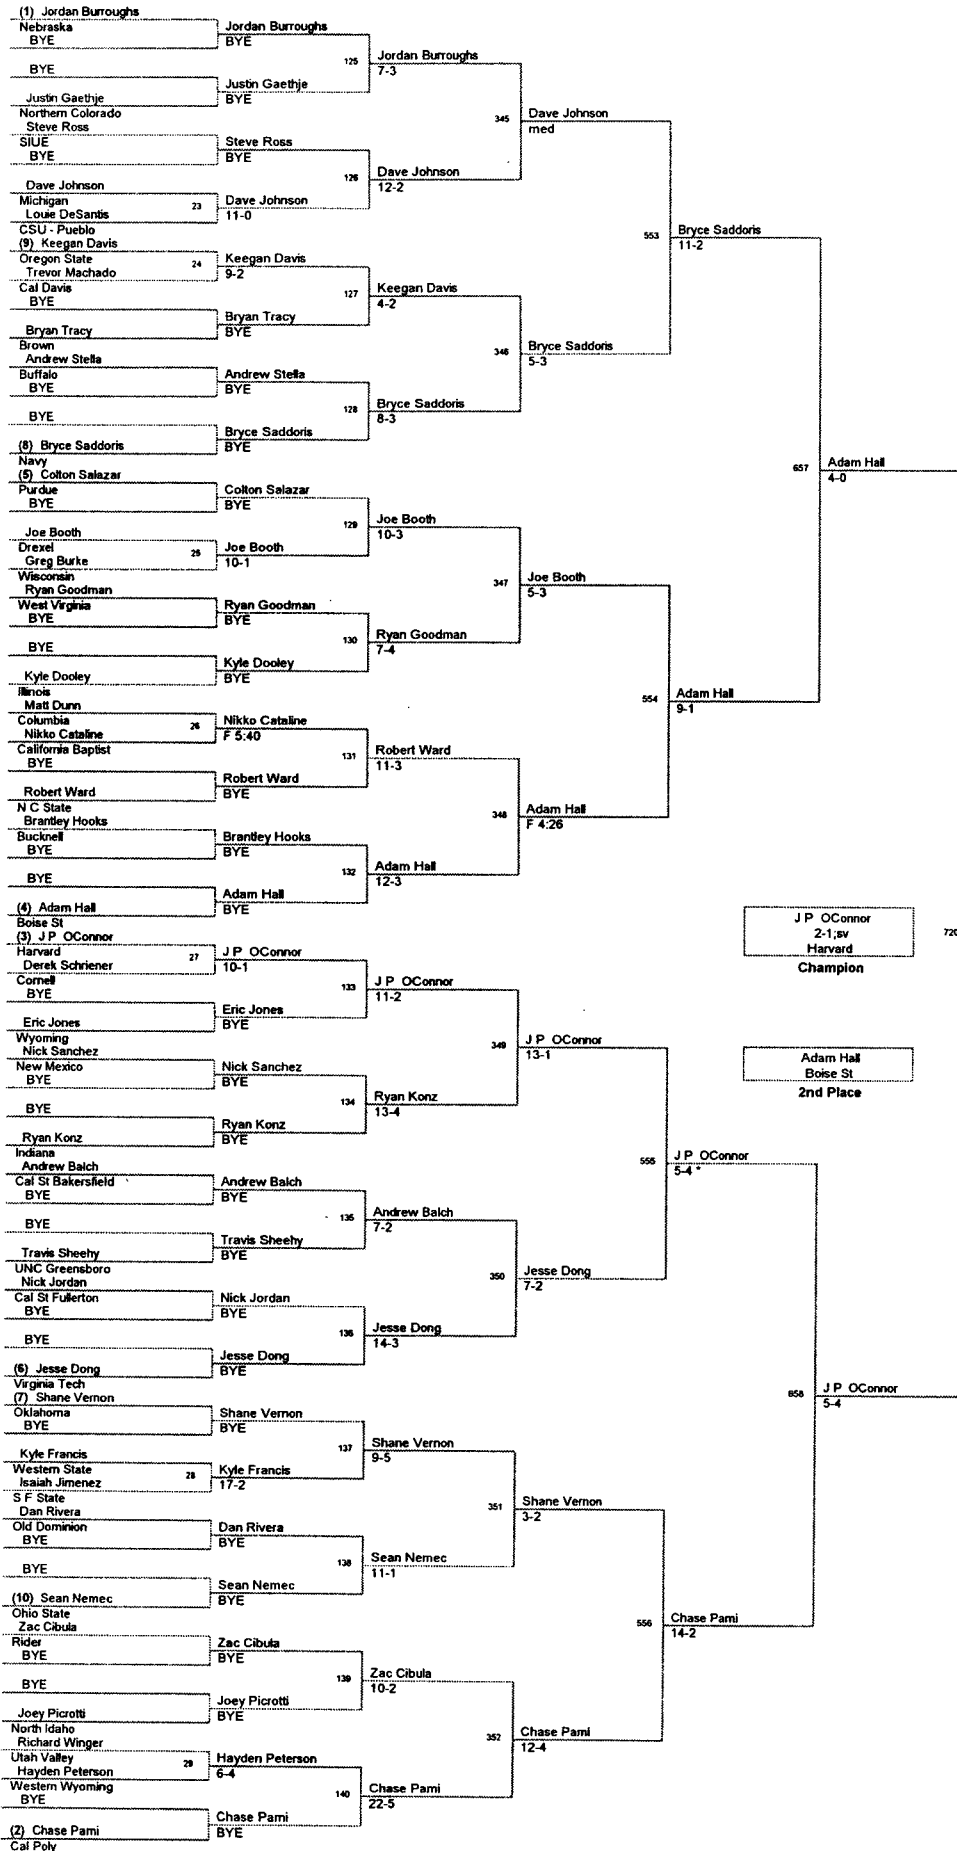 (1) Jordan Burroughs
Nebraska
BYE
BYE
Justin Gaethje
Northern Colorado
Steve Ross
SIUE
BYE
Dave Johnson
Michigan
23
Louie DeSantis
CSU - Pueblo
(9) Keegan Davis
Oregon State
24
Trevor Machado
Cal Davis
BYE
Bryan Tracy
Brown
Andrew Stella
Buffalo
BYE
BYE
(8) Bryce Saddoris
Navy
(5) Colton Salazar
Purdue
BYE
Joe Booth
Drexel
25
Greg Burke
Wisconsin
Ryan Goodman
West Virginia
BYE
BYE
Kyle Dooley
Illinois
Matt Dunn
Columbia
26
Nikko Cataline
California Baptist
BYE
Robert Ward
N C State
Brantley Hooks
Bucknell
BYE
BYE
(4) Adam Hall
Boise St
(3) J P OConnor
Harvard
27
Derek Schriener
Cornell
BYE
Eric Jones
Wyoming
Nick Sanchez
New Mexico
BYE
BYE
Ryan Konz
Indiana
Andrew Balch
Cal St Bakersfield
BYE
BYE
Travis Sheehy
UNC Greensboro
Nick Jordan
Cal St Fullerton
BYE
BYE
(6) Jesse Dong
Virginia Tech
(7) Shane Vernon
Oklahoma
BYE
Kyle Francis
Western State
28
Isaiah Jimenez
S F State
Dan Rivera
Old Dominion
BYE
BYE
(10) Sean Nemec
Ohio State
Zac Cibula
Rider
BYE
BYE
Joey Picrotti
North Idaho
Richard Winger
Utah Valley
29
Hayden Peterson
Western Wyoming
BYE
(2) Chase Pami
Cal Poly
Jordan Burroughs
BYE
125
Justin Gaethje
BYE
Steve Ross
BYE
126
Dave Johnson
11-0
Keegan Davis
9-2
127
Bryan Tracy
BYE
Andrew Stella
BYE
128
Bryce Saddoris
BYE
Colton Salazar
BYE
129
Joe Booth
10-1
Ryan Goodman
BYE
130
Kyle Dooley
BYE
Nikko Cataline
F 5:40
131
Robert Ward
BYE
Brantley Hooks
BYE
132
Adam Hall
BYE
J P OConnor
10-1
133
Eric Jones
BYE
Nick Sanchez
BYE
134
Ryan Konz
BYE
Andrew Balch
BYE
135
Travis Sheehy
BYE
Nick Jordan
BYE
136
Jesse Dong
BYE
Shane Vernon
BYE
137
Kyle Francis
17-2
Dan Rivera
BYE
138
Sean Nemec
BYE
Zac Cibula
BYE
139
Joey Picrotti
BYE
Hayden Peterson
6-4
140
Chase Pami
BYE
Jordan Burroughs
7-3
345
Dave Johnson
12-2
Keegan Davis
4-2
346
Bryce Saddoris
8-3
Joe Booth
10-3
347
Ryan Goodman
7-4
Robert Ward
11-3
348
Adam Hall
12-3
J P OConnor
11-2
349
Ryan Konz
13-4
Andrew Balch
7-2
350
Jesse Dong
14-3
Shane Vernon
9-5
351
Sean Nemec
11-1
Zac Cibula
10-2
352
Chase Pami
22-5
Dave Johnson
med
553
Bryce Saddoris
5-3
Joe Booth
5-3
554
Adam Hall
F 4:26
J P OConnor
13-1
555
Jesse Dong
7-2
Shane Vernon
3-2
556
Chase Pami
12-4
Bryce Saddoris
11-2
657
Adam Hall
9-1
J P OConnor
5-4 *
658
Chase Pami
14-2
Adam Hall
4-0
J P OConnor
5-4
J P OConnor
2-1;sv
Harvard
Champion
720
Adam Hall
Boise St
2nd Place